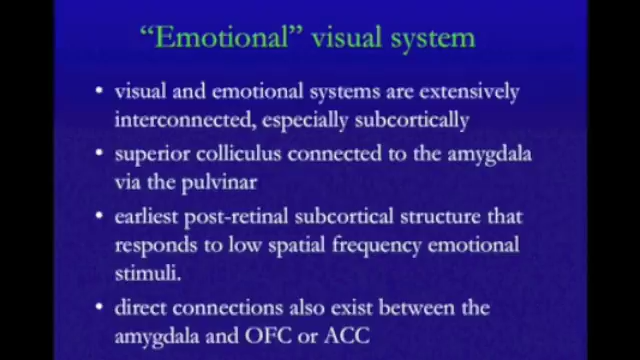 “Emotional” visual system
• visual and emotional systems are extensively
interconnected, especially subcortically
• superior colliculus connected to the amygdala
via the pulvinar
• earliest post-retinal subcortical structure that
responds to low spatial frequency emotional
stimuli.
• direct connections also exist between the
amygdala and OFC or ACC